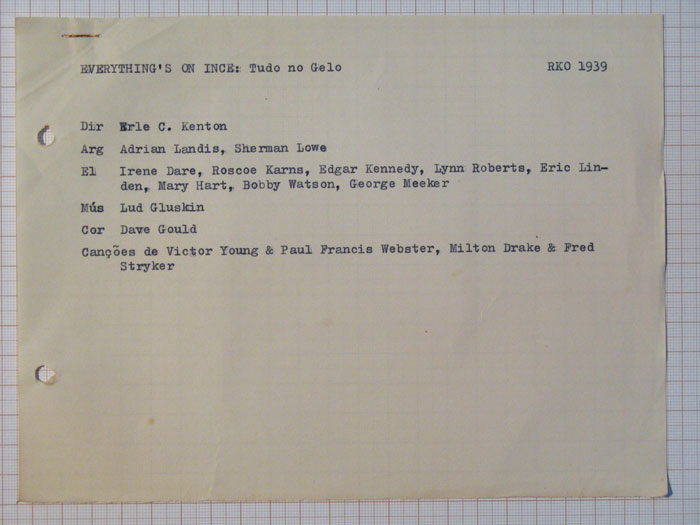 EVERYTHING'S ON INCE: Tudo no Gelo RKO 1939
Dir Erle C. Kenton
Arg Adrian Landis, Sherman Lowe
El Irene Dare, Roscoe Karns, Edgar Kennedy, Lynn Roberts, Eric Lin-
den, Mary Hart, Bobby Watson, George Meeker
Mús Lud Gluskin
Cor Dave Gould
Canções de Victor Young & Paul Francis Webster, Milton Drake & Fred
Stryker